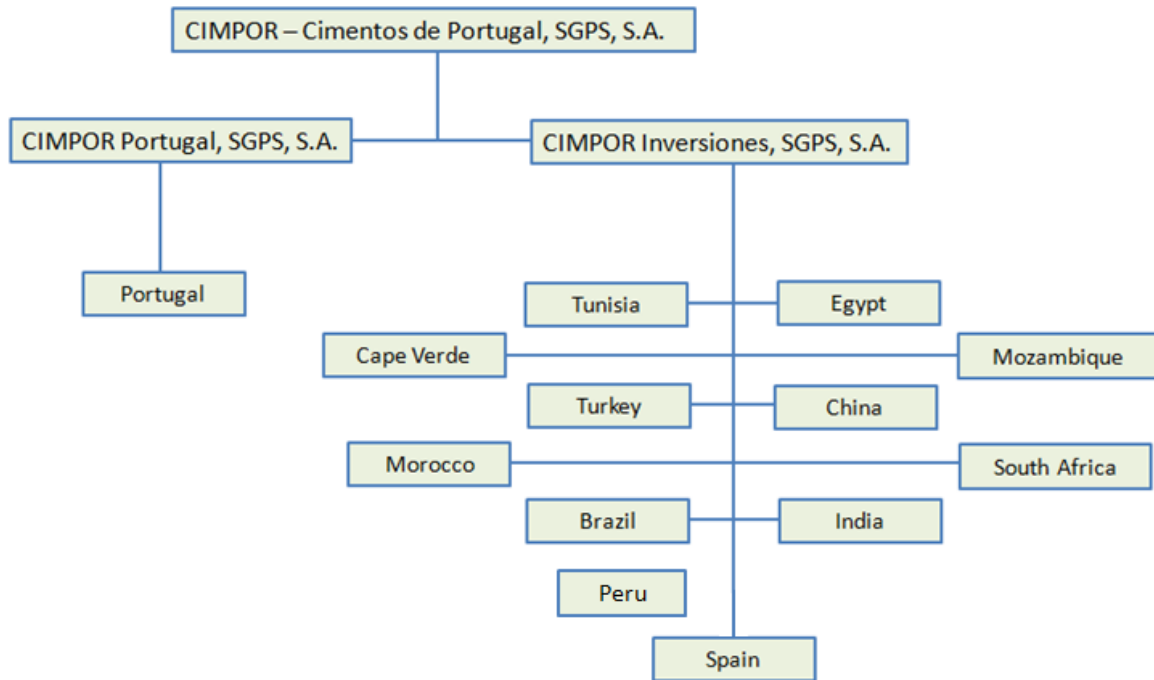 CIMPOR – Cimentos de Portugal, SGPS, S.A.
CIMPOR Portugal, SGPS, S.A.
CIMPOR Inversiones, SGPS, S.A.
Portugal
Tunisia
Egypt
Cape Verde
Mozambique
Turkey
China
Morocco
South Africa
Brazil
India
Peru
Spain